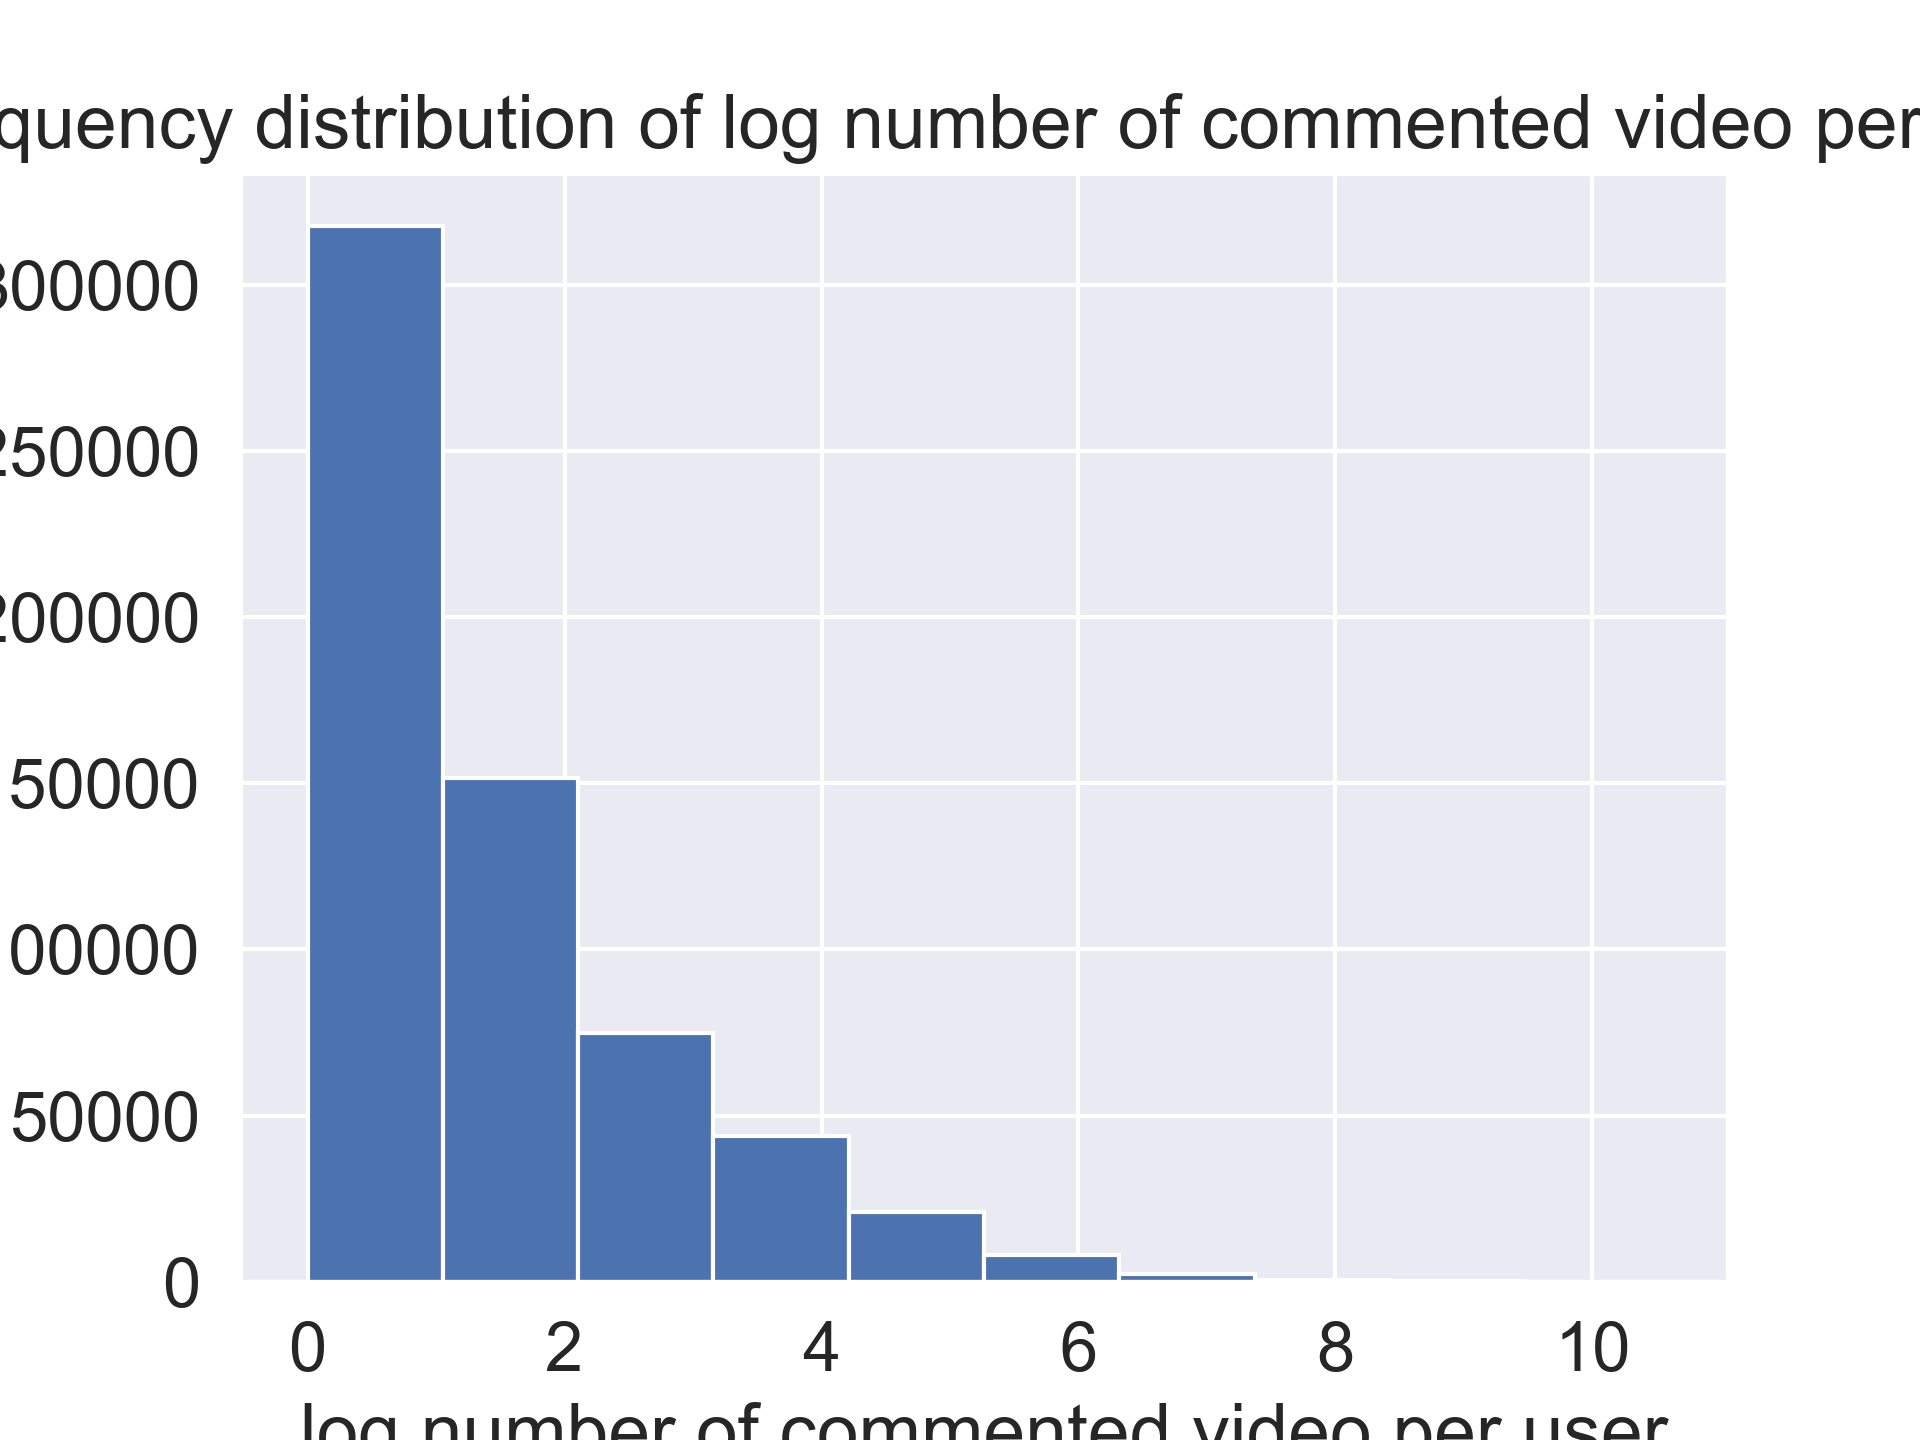 quency distribution of log number of commented video per
300000
250000
200000
50000
00000
50000
0
0 2 4 6 8 10
log number of commented video per user